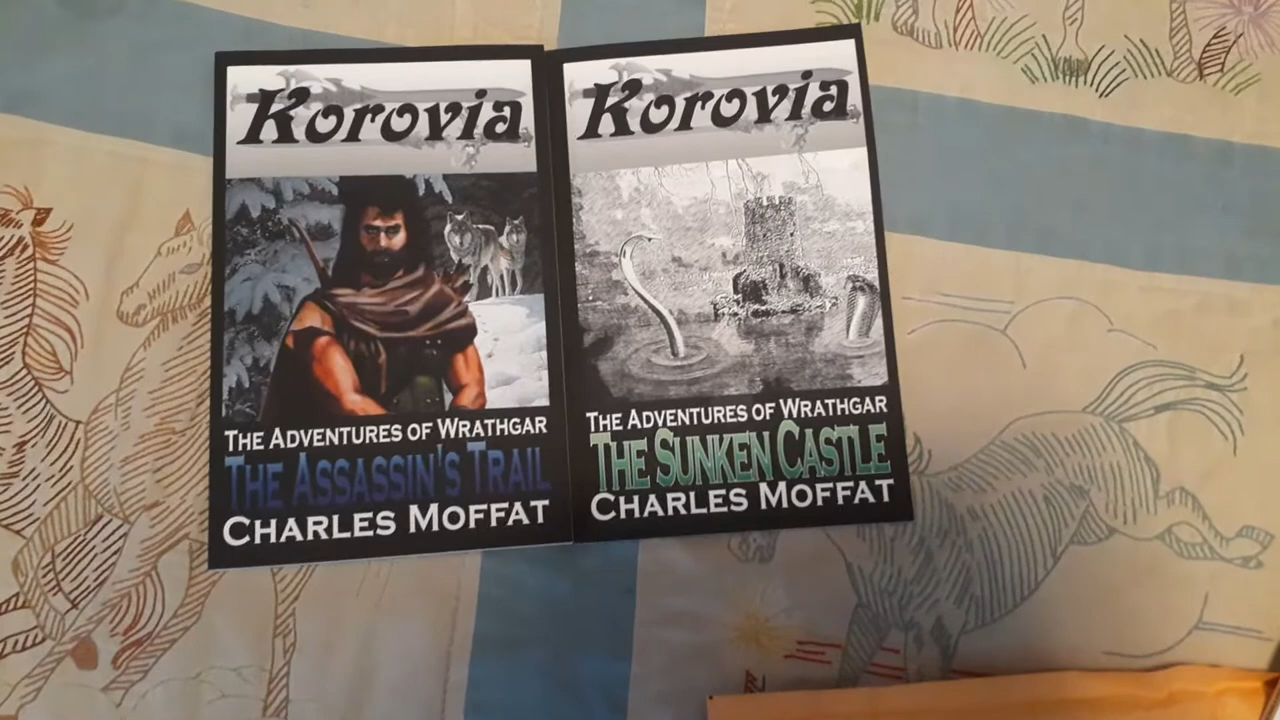 Korovia
THE ADVENTURES OF WRATHGAR
THE ASSASSIN'S TRAIL
CHARLES MOFFAT
Korovia
THE ADVENTURES OF WRATHGAR
THE SUNKEN CASTLE
CHARLES MOFFAT